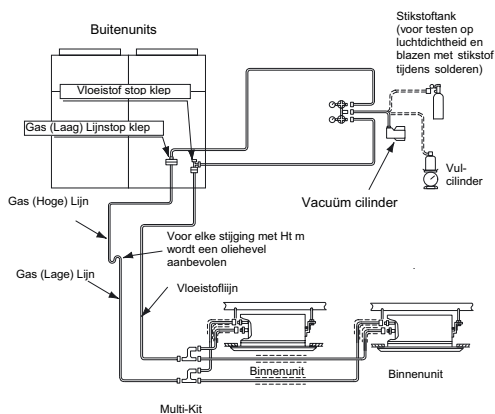 Buitenunits
Stikstoftank
(voor testen op
luchtdichtheid en
blazen met stikstof
tijdens solderen)
Vloeistof stop klep
Gas (Laag) Lijnstop klep
Vul-
cilinder
Vacuüm cilinder
Gas (Hoge) Lijn
Voor elke stijging met Ht m
wordt een oliehevel
aanbevolen
Gas (Lage) Lijn
Vloeistofliijn
Binnenunit
Binnenunit
Multi-Kit